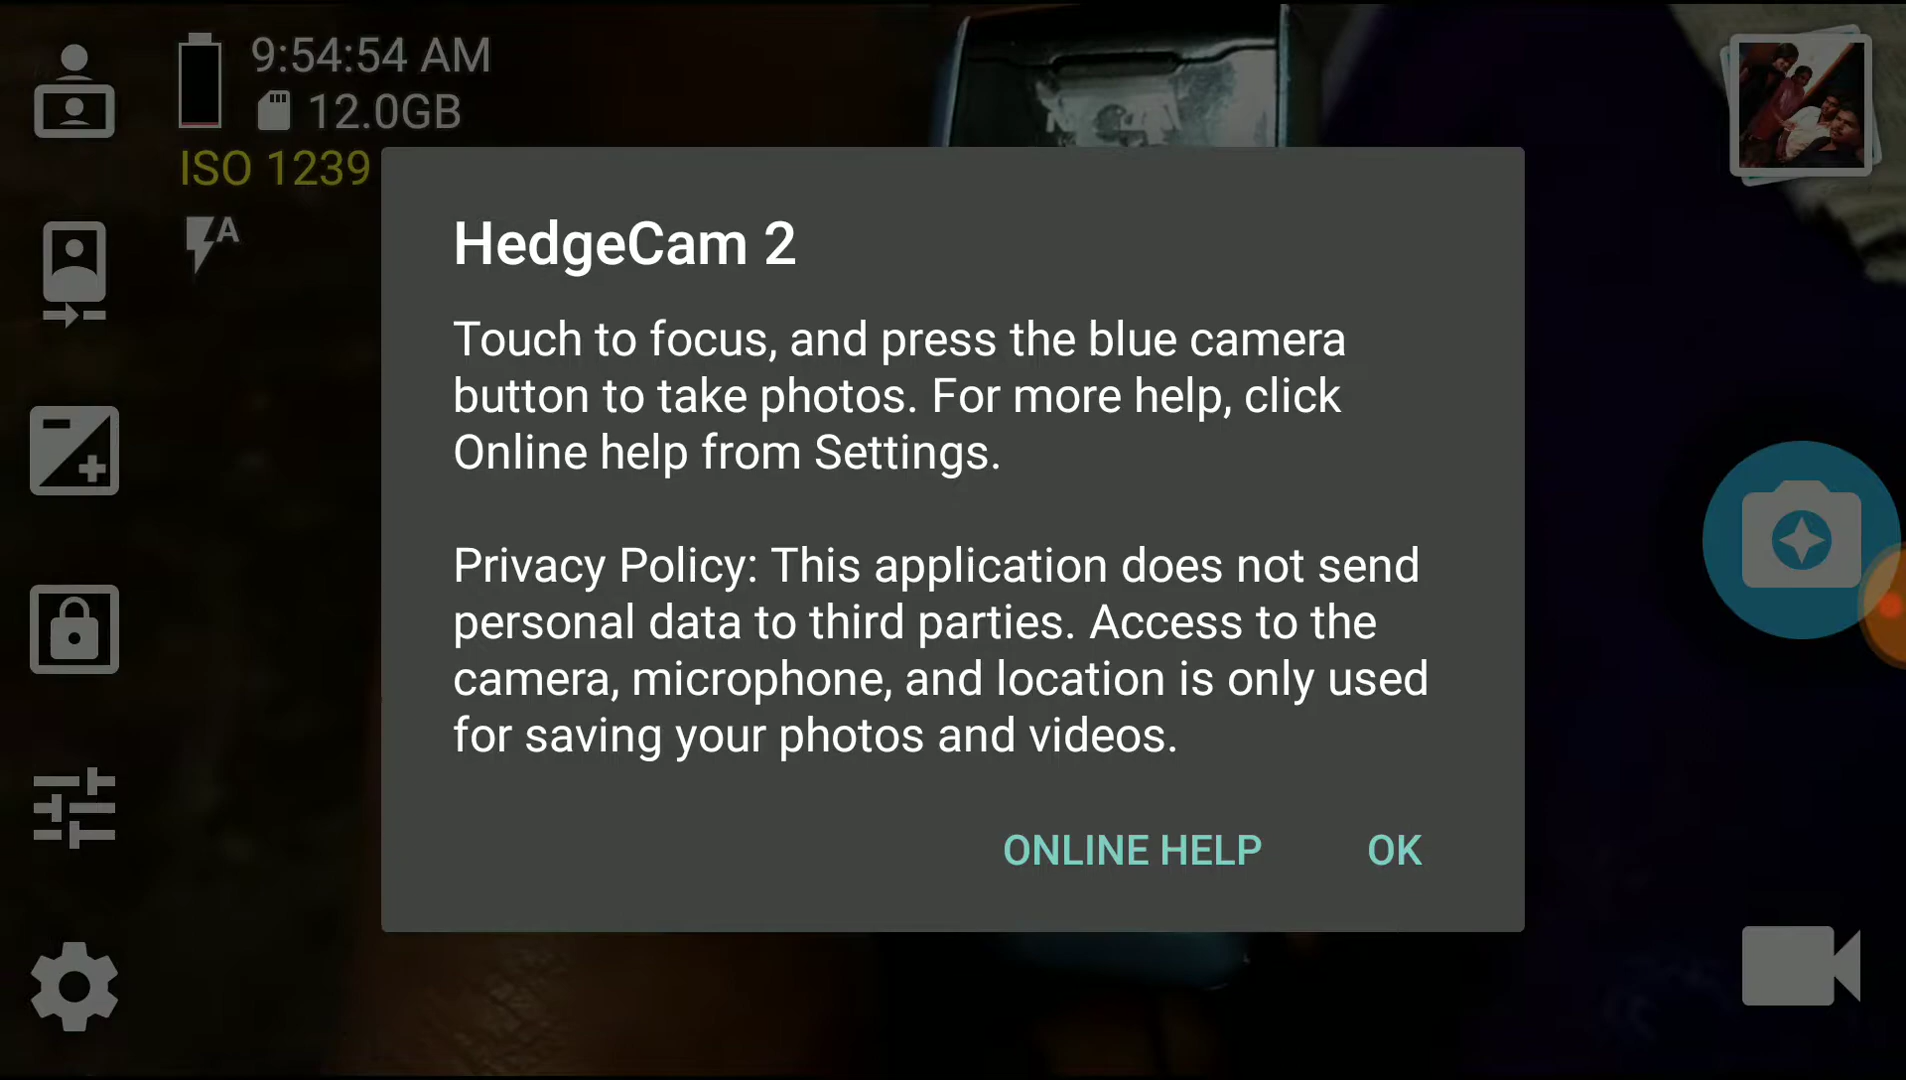 9:54:54 AM
12.0GB
ISO 1239
A
HedgeCam 2
Touch to focus, and press the blue camera
button to take photos. For more help, click
Online help from Settings.
Privacy Policy: This application does not send
personal data to third parties. Access to the
camera, microphone, and location is only used
for saving your photos and videos.
ONLINE HELP OK